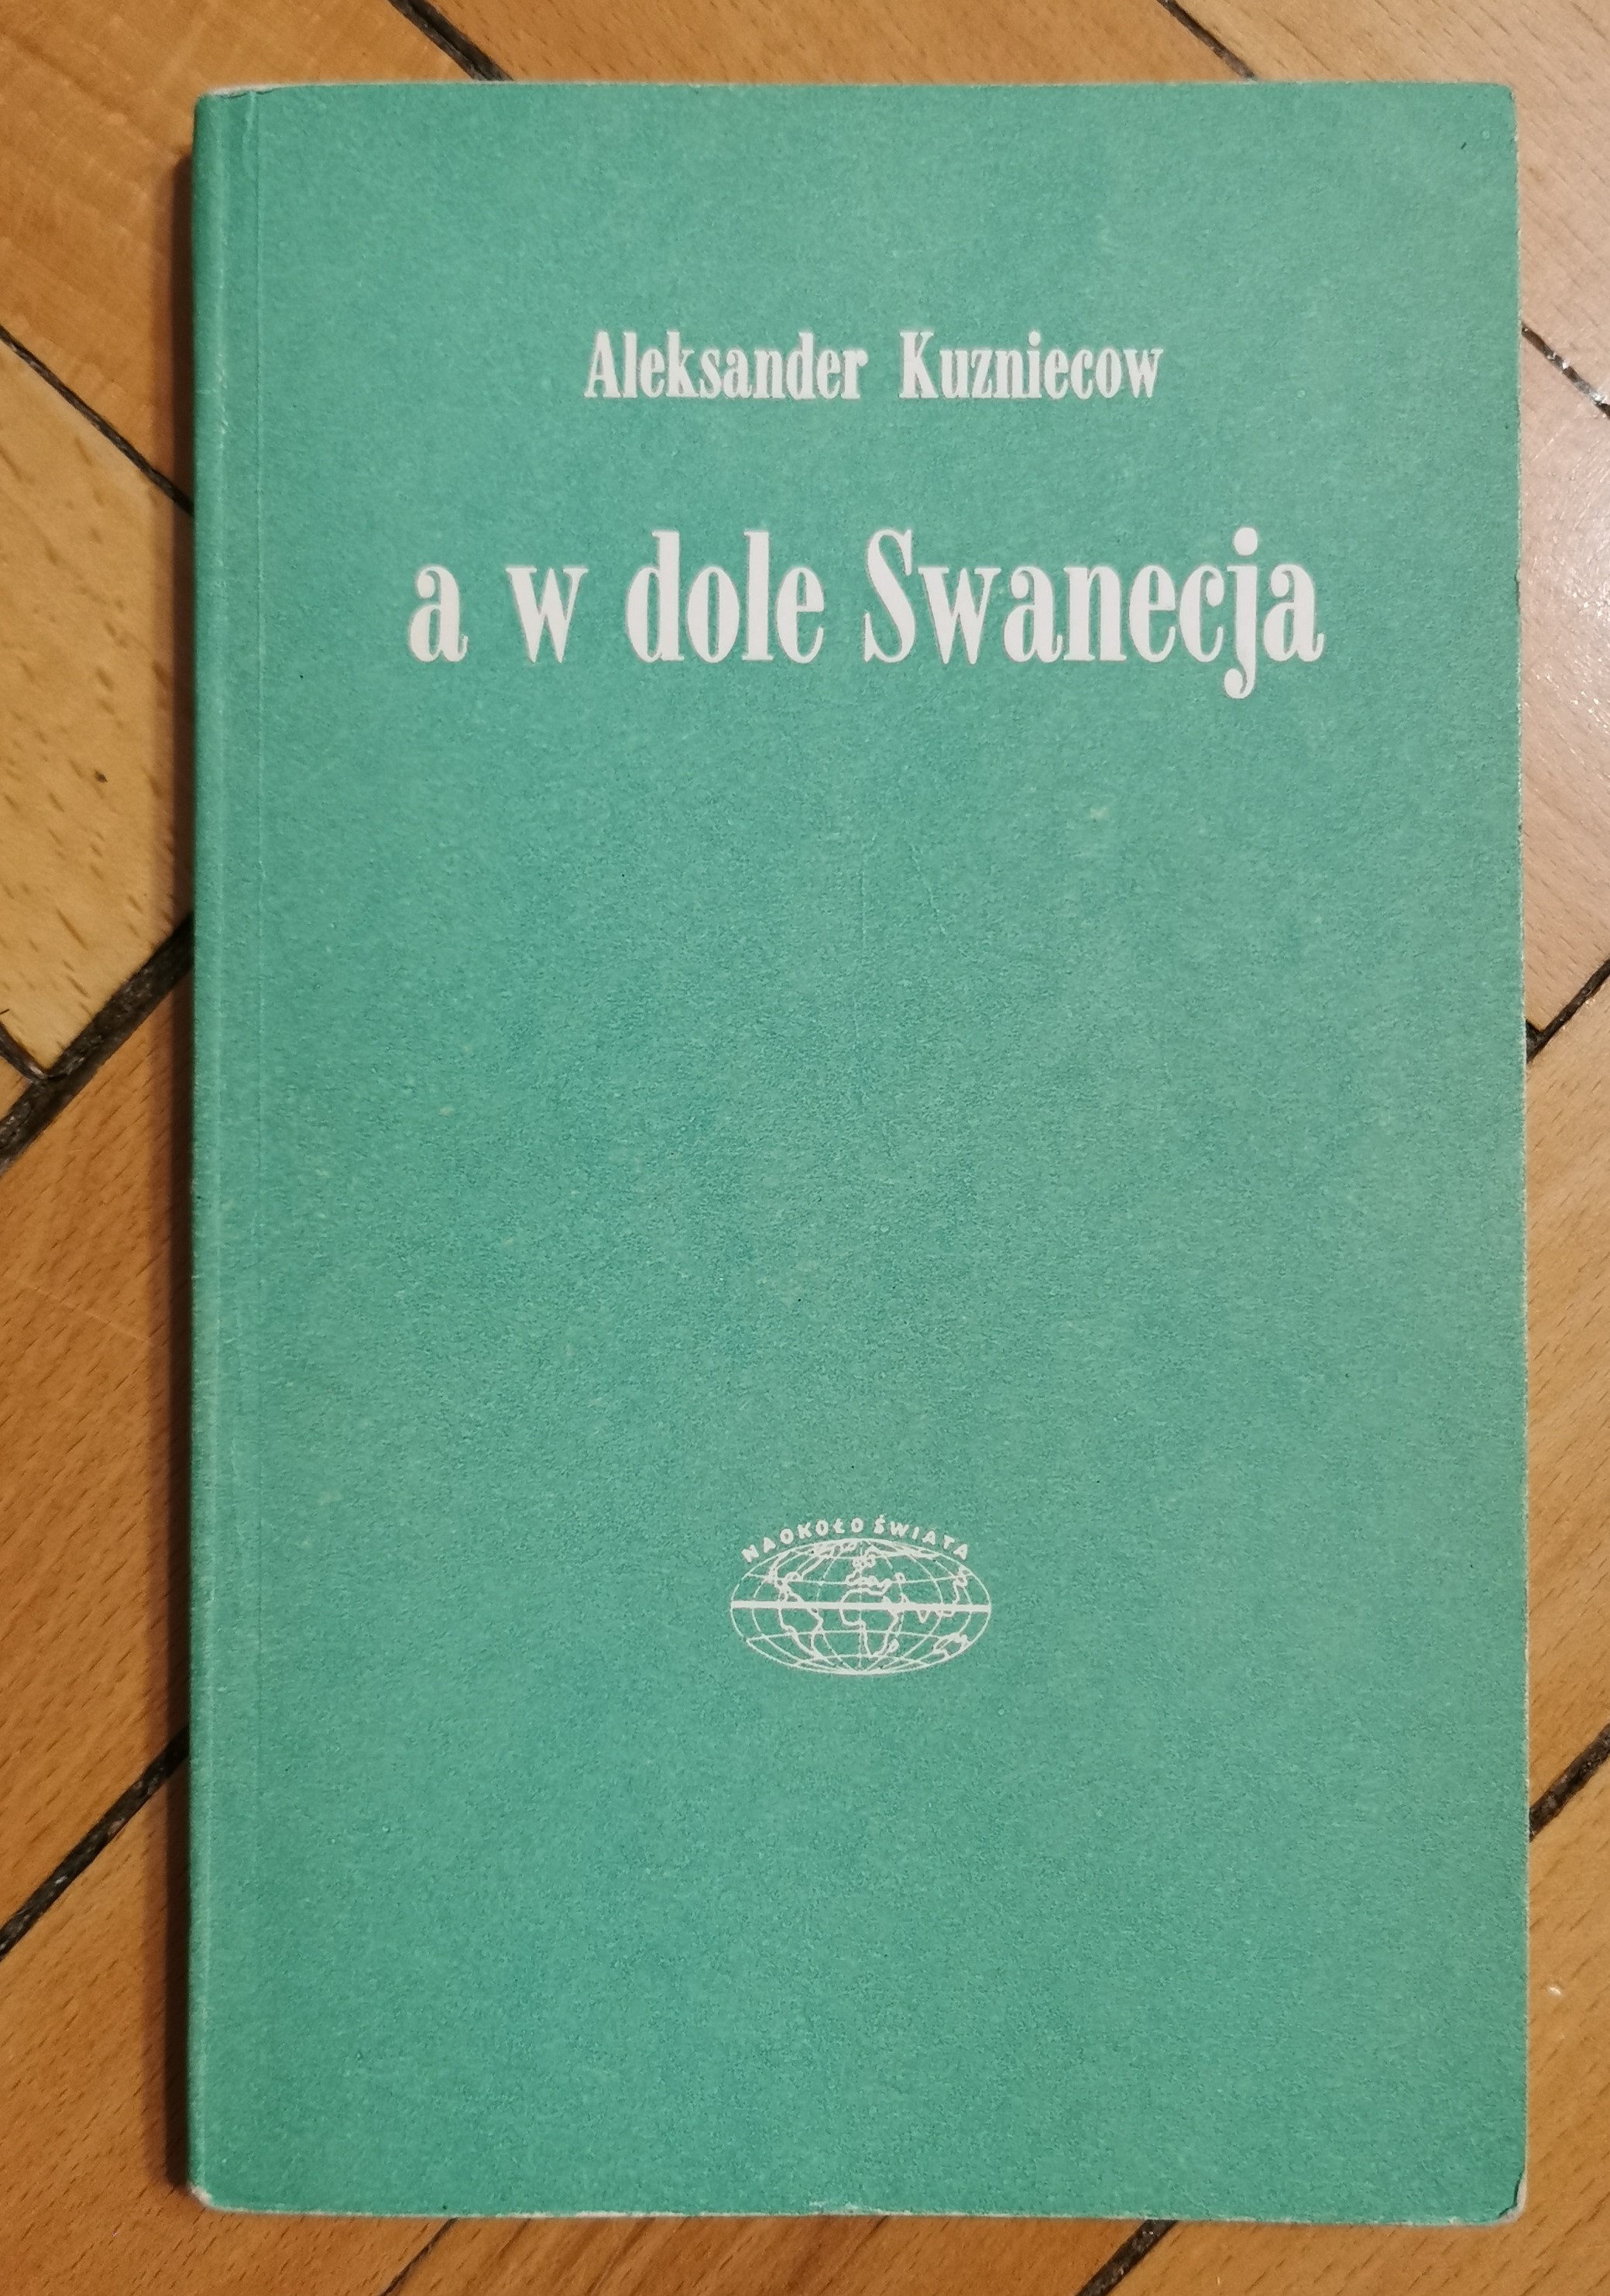 Aleksander Kuzniecow
a w dole Swanecja
NAOKOŁO ŚWIATA